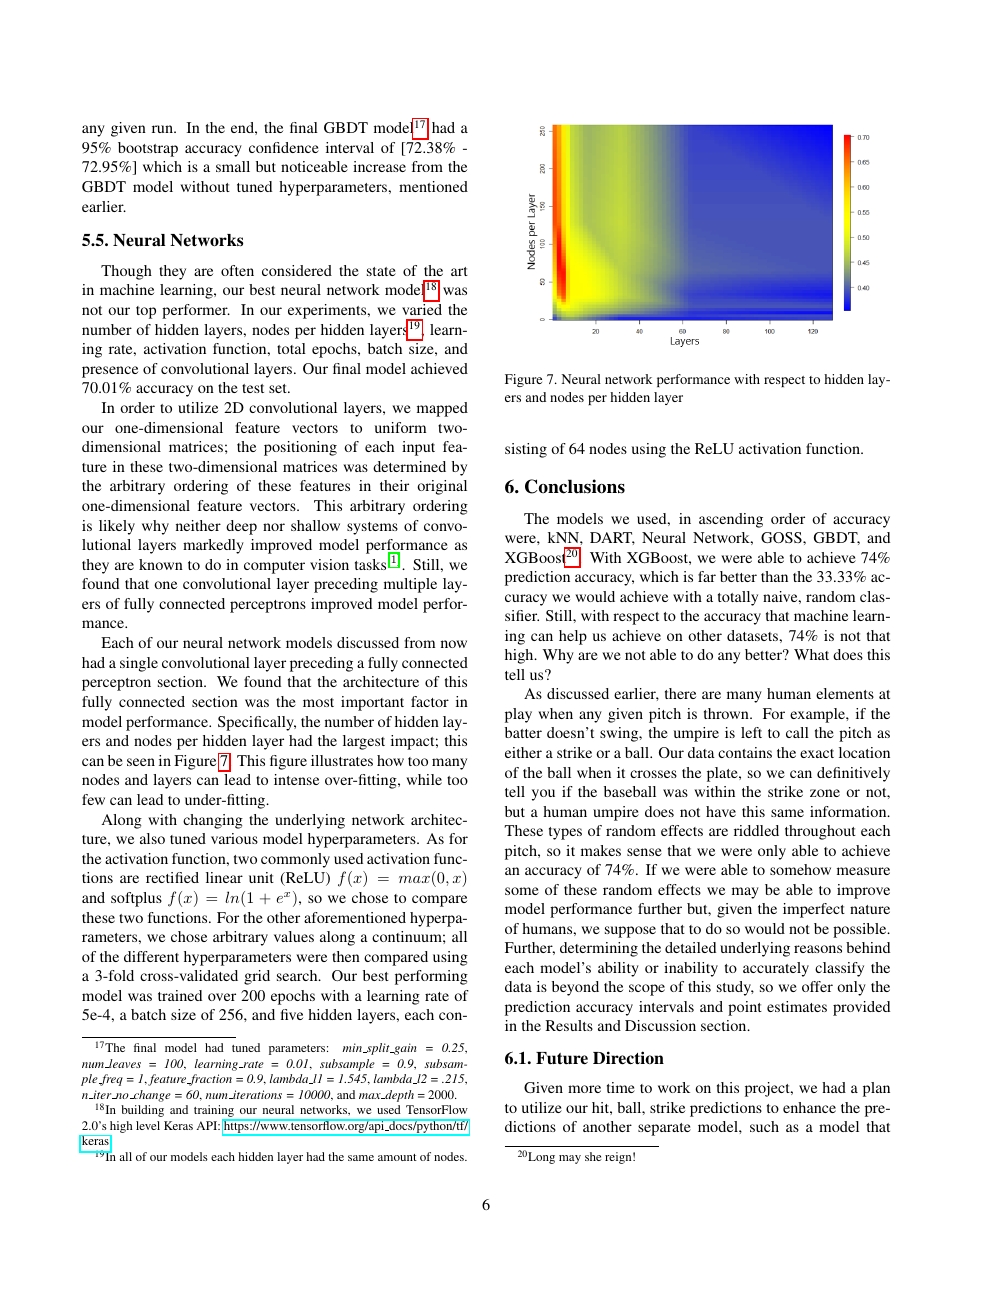 any given run. In the end, the final GBDT model17 had a
95% bootstrap accuracy confidence interval of [72.38% -
72.95%] which is a small but noticeable increase from the
GBDT model without tuned hyperparameters, mentioned
earlier.
5.5. Neural Networks
Though they are often considered the state of the art
in machine learning, our best neural network model18 was
not our top performer. In our experiments, we varied the
number of hidden layers, nodes per hidden layers19, learn-
ing rate, activation function, total epochs, batch size, and
presence of convolutional layers. Our final model achieved
70.01% accuracy on the test set.
In order to utilize 2D convolutional layers, we mapped
our one-dimensional feature vectors to uniform two-
dimensional matrices; the positioning of each input fea-
ture in these two-dimensional matrices was determined by
the arbitrary ordering of these features in their original
one-dimensional feature vectors. This arbitrary ordering
is likely why neither deep nor shallow systems of convo-
lutional layers markedly improved model performance as
they are known to do in computer vision tasks1. Still, we
found that one convolutional layer preceding multiple lay-
ers of fully connected perceptrons improved model perfor-
mance.
Each of our neural network models discussed from now
had a single convolutional layer preceding a fully connected
perceptron section. We found that the architecture of this
fully connected section was the most important factor in
model performance. Specifically, the number of hidden lay-
ers and nodes per hidden layer had the largest impact; this
can be seen in Figure 7. This figure illustrates how too many
nodes and layers can lead to intense over-fitting, while too
few can lead to under-fitting.
Along with changing the underlying network architec-
ture, we also tuned various model hyperparameters. As for
the activation function, two commonly used activation func-
tions are rectified linear unit (ReLU) f(x) = max(0, x)
and softplus f(x) = ln(1 + e^x), so we chose to compare
these two functions. For the other aforementioned hyperpa-
rameters, we chose arbitrary values along a continuum; all
of the different hyperparameters were then compared using
a 3-fold cross-validated grid search. Our best performing
model was trained over 200 epochs with a learning rate of
5e-4, a batch size of 256, and five hidden layers, each con-
17The final model had tuned parameters: min_split_gain = 0.25,
num_leaves = 100, learning_rate = 0.01, subsample = 0.9, subsam-
ple_freq = 1, feature_fraction = 0.9, lambda_l1 = 1.545, lambda_l2 = .215,
n_iter_no_change = 60, num_iterations = 10000, and max_depth = 2000.
18In building and training our neural networks, we used TensorFlow
2.0's high level Keras API: https://www.tensorflow.org/api_docs/python/tf/
keras
19In all of our models each hidden layer had the same amount of nodes.
250
200
150
100
50
0
Nodes per Layer
20 40 60 80 100 120
Layers
0.70
0.65
0.60
0.55
0.50
0.45
0.40
Figure 7. Neural network performance with respect to hidden lay-
ers and nodes per hidden layer
sisting of 64 nodes using the ReLU activation function.
6. Conclusions
The models we used, in ascending order of accuracy
were, kNN, DART, Neural Network, GOSS, GBDT, and
XGBoost20. With XGBoost, we were able to achieve 74%
prediction accuracy, which is far better than the 33.33% ac-
curacy we would achieve with a totally naive, random clas-
sifier. Still, with respect to the accuracy that machine learn-
ing can help us achieve on other datasets, 74% is not that
high. Why are we not able to do any better? What does this
tell us?
As discussed earlier, there are many human elements at
play when any given pitch is thrown. For example, if the
batter doesn't swing, the umpire is left to call the pitch as
either a strike or a ball. Our data contains the exact location
of the ball when it crosses the plate, so we can definitively
tell you if the baseball was within the strike zone or not,
but a human umpire does not have this same information.
These types of random effects are riddled throughout each
pitch, so it makes sense that we were only able to achieve
an accuracy of 74%. If we were able to somehow measure
some of these random effects we may be able to improve
model performance further but, given the imperfect nature
of humans, we suppose that to do so would not be possible.
Further, determining the detailed underlying reasons behind
each model's ability or inability to accurately classify the
data is beyond the scope of this study, so we offer only the
prediction accuracy intervals and point estimates provided
in the Results and Discussion section.
6.1. Future Direction
Given more time to work on this project, we had a plan
to utilize our hit, ball, strike predictions to enhance the pre-
dictions of another separate model, such as a model that
20Long may she reign!
6